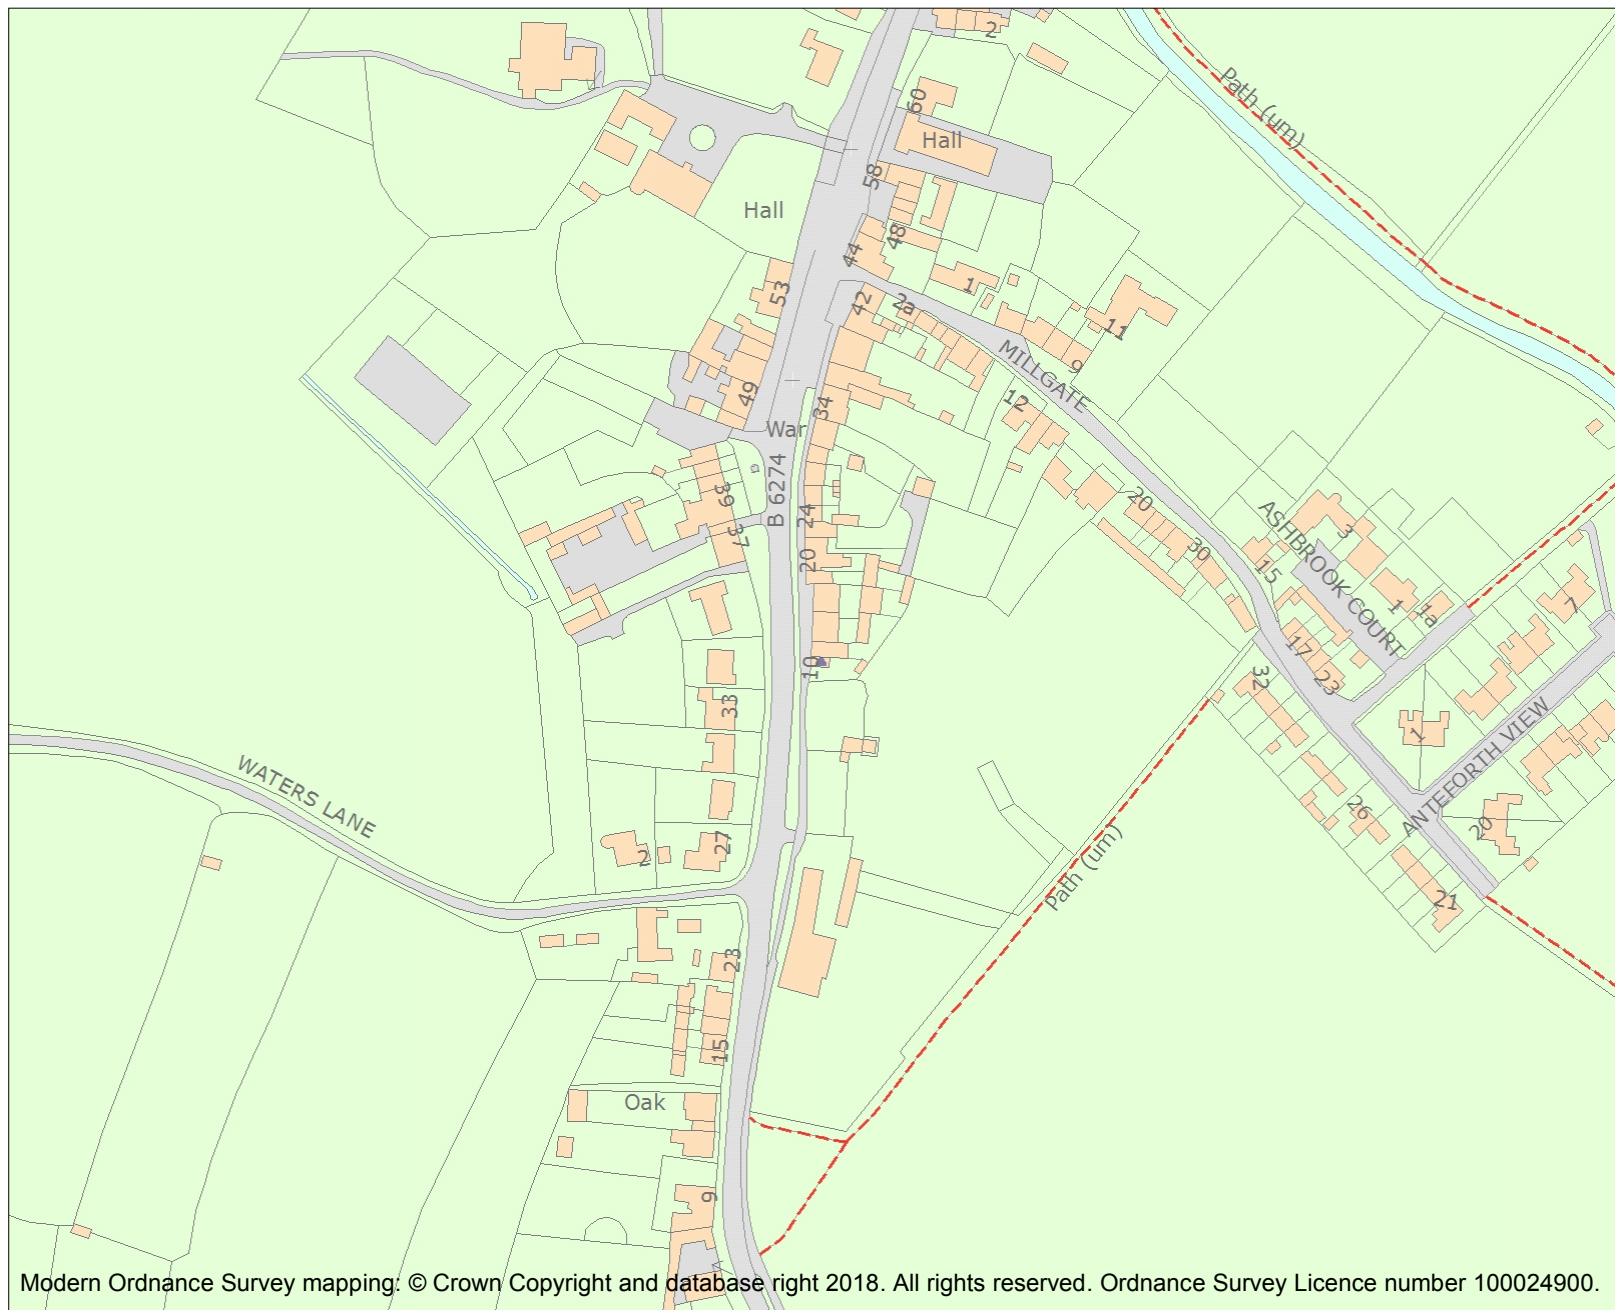 2
Path (um)
60
Hall
58
Hall
48
44
53
1
42
2a
11
MILLGATE
9
49
34
12
War
B 6274
39
37
24
20
20
30
ASHBROOK COURT
3
15
1
1a
7
10
17
23
32
33
1
ANTEFORTH VIEW
WATERS LANE
26
20
27
2
Path (um)
21
23
15
Oak
9
Modern Ordnance Survey mapping: © Crown Copyright and database right 2018. All rights reserved. Ordnance Survey Licence number 100024900.